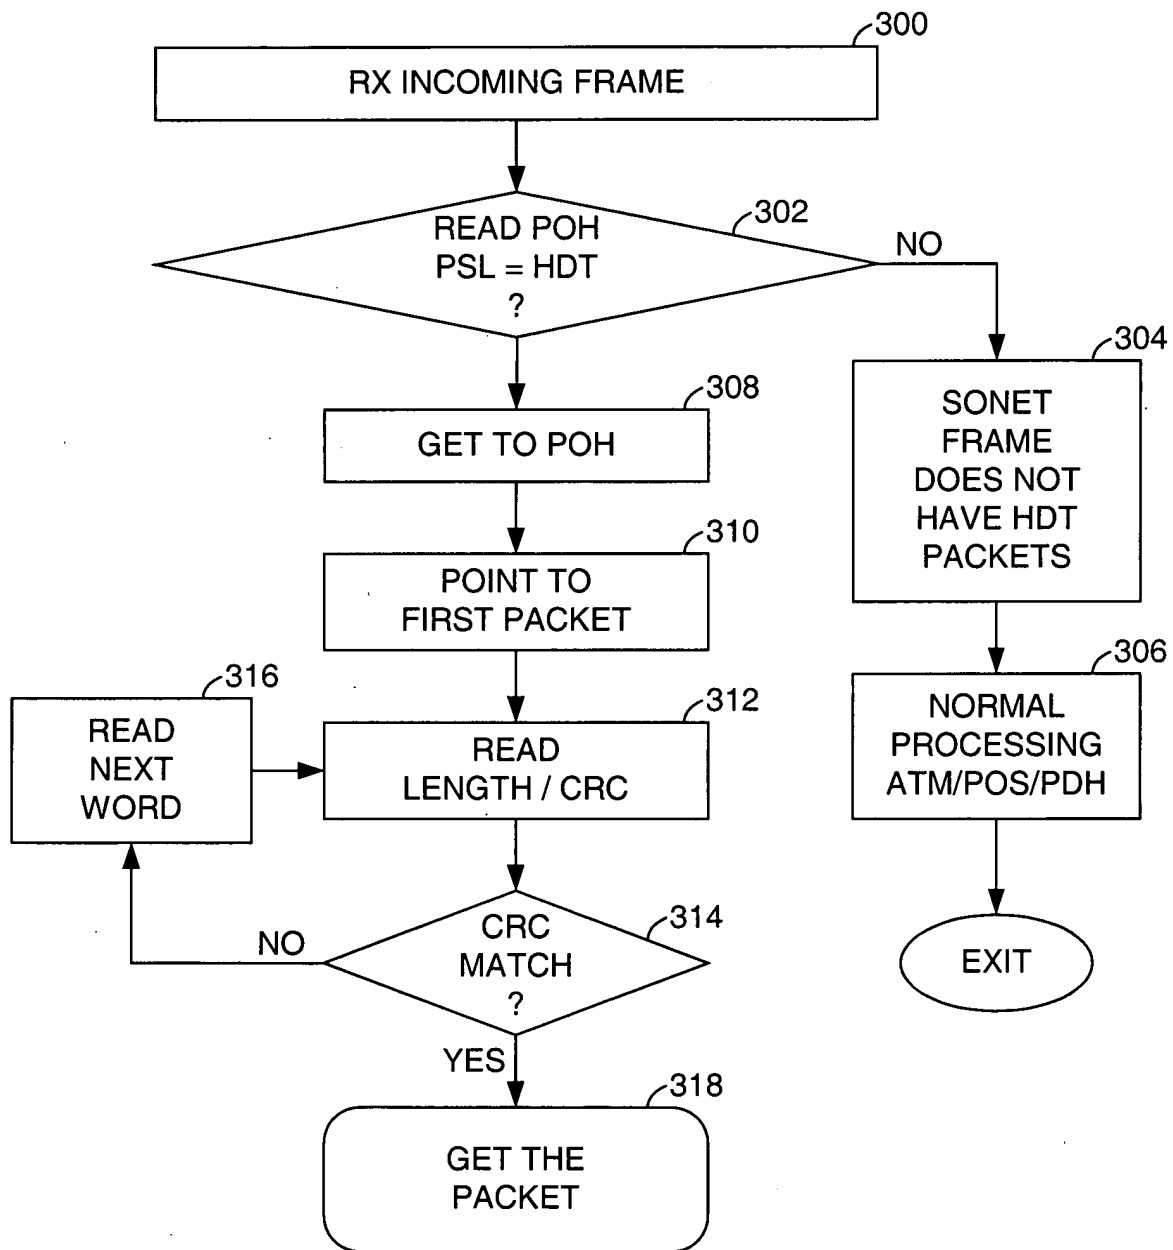 300
RX INCOMING FRAME
302
READ POH
PSL = HDT
?
NO
304
SONET
FRAME
DOES NOT
HAVE HDT
PACKETS
308
GET TO POH
310
POINT TO
FIRST PACKET
306
NORMAL
PROCESSING
ATM/POS/PDH
316
READ
NEXT
WORD
312
READ
LENGTH / CRC
314
CRC
MATCH
?
NO
YES
EXIT
318
GET THE
PACKET